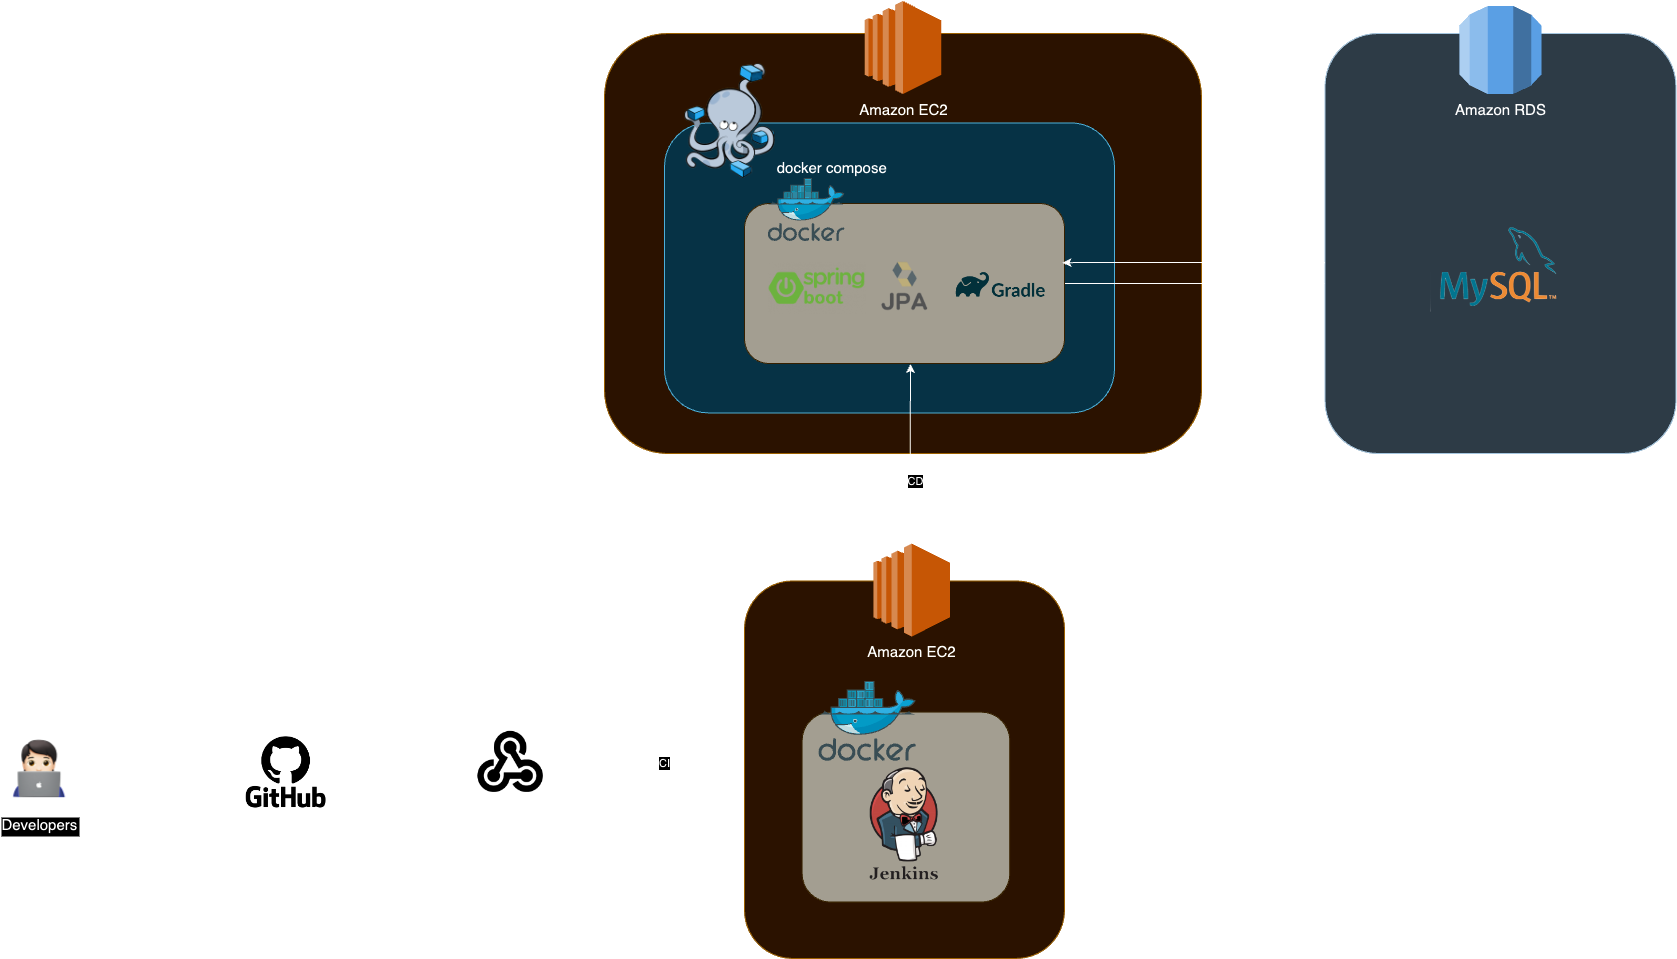 Amazon EC2
Amazon RDS
docker compose
docker
spring
boot
JPA
Gradle
MySQL™
CD
Amazon EC2
docker
GitHub
CI
Developers
Jenkins